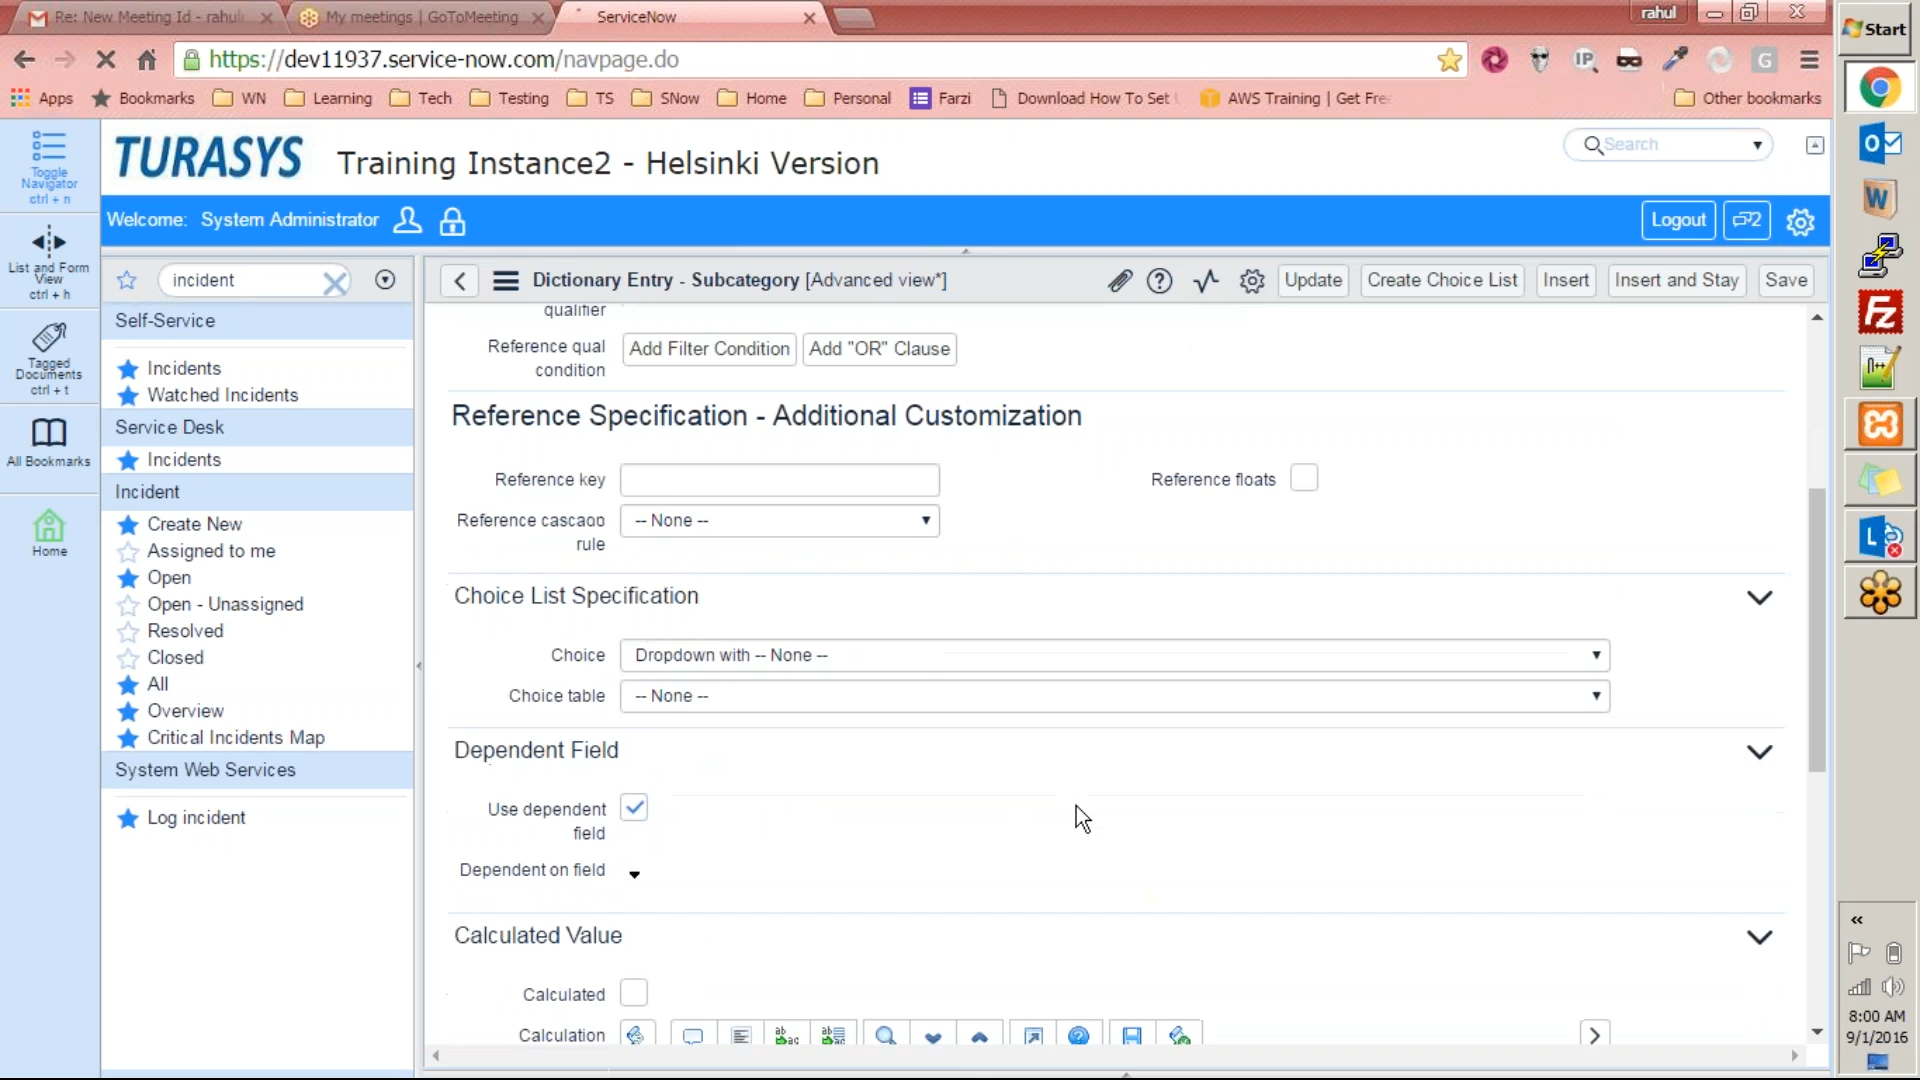 Re: New Meeting Id - rahul
My meetings | GoToMeeting
ServiceNow
rahul
Start
https://dev11937.service-now.com/navpage.do
IP
G
Apps
Bookmarks
WN
Learning
Tech
Testing
TS
SNow
Home
Personal
Farzi
Download How To Set
AWS Training | Get Fre
Other bookmarks
Toggle
Navigator
ctrl + n
TURASYS
Training Instance2 - Helsinki Version
Search
Welcome: System Administrator
Logout
2
List and Form
View
ctrl + h
incident
Dictionary Entry - Subcategory [Advanced view*]
Update
Create Choice List
Insert
Insert and Stay
Save
Self-Service
Incidents
Watched Incidents
Service Desk
Incidents
Incident
Create New
Assigned to me
Open
Open - Unassigned
Resolved
Closed
All
Overview
Critical Incidents Map
System Web Services
Log incident
Tagged
Documents
ctrl + t
All Bookmarks
Home
qualifier
Reference qual
condition
Add Filter Condition
Add "OR" Clause
Reference Specification - Additional Customization
Reference key
Reference floats
Reference cascade
rule
-- None --
Choice List Specification
Choice
Dropdown with -- None --
Choice table
-- None --
Dependent Field
Use dependent
field
Dependent on field
Calculated Value
Calculated
Calculation
8:00 AM
9/1/2016